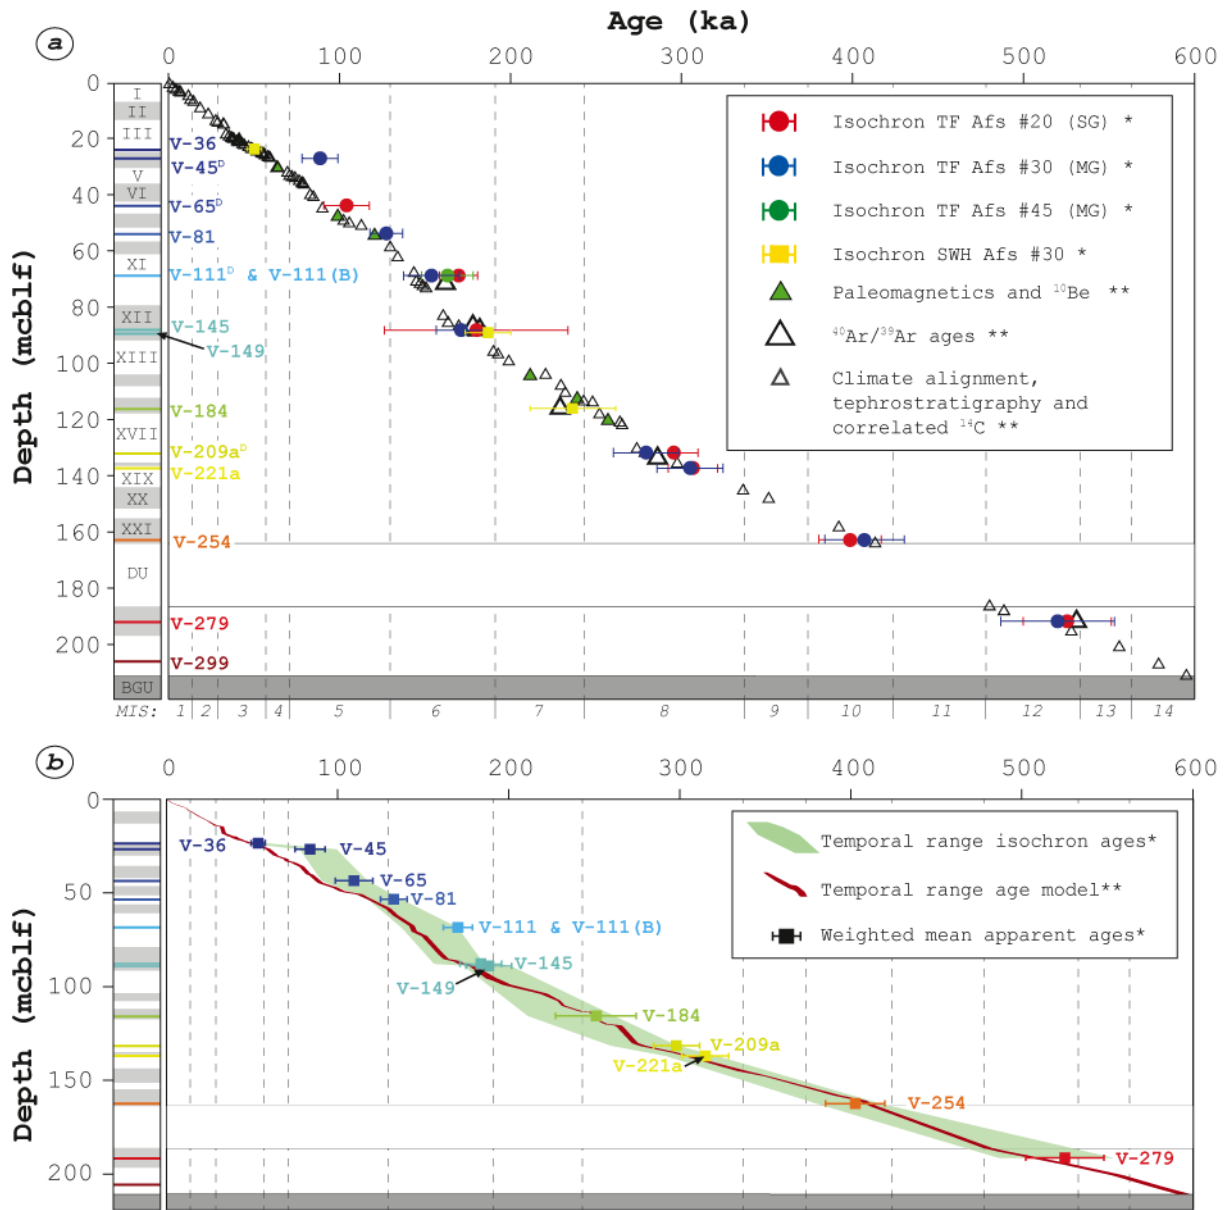 Age (ka)
a
0 100 200 300 400 500 600
Depth (mcblf)
0
20
40
60
80
100
120
140
160
180
200
I
II
III
V
VI
XI
XII
XIII
XVII
XIX
XX
XXI
DU
BGU
V-36
V-45ᴰ
V-65ᴰ
V-81
V-111ᴰ & V-111(B)
V-145
V-149
V-184
V-209aᴰ
V-221a
V-254
V-279
V-299
Isochron TF Afs #20 (SG) *
Isochron TF Afs #30 (MG) *
Isochron TF Afs #45 (MG) *
Isochron SWH Afs #30 *
Paleomagnetics and ¹⁰Be **
⁴⁰Ar/³⁹Ar ages **
Climate alignment,
tephrostratigraphy and
correlated ¹⁴C **
MIS: 1 2 3 4 5 6 7 8 9 10 11 12 13 14
b
0 100 200 300 400 500 600
Depth (mcblf)
0
50
100
150
200
V-36
V-45
V-65
V-81
V-111 & V-111(B)
V-145
V-149
V-184
V-209a
V-221a
V-254
V-279
Temporal range isochron ages*
Temporal range age model**
Weighted mean apparent ages*